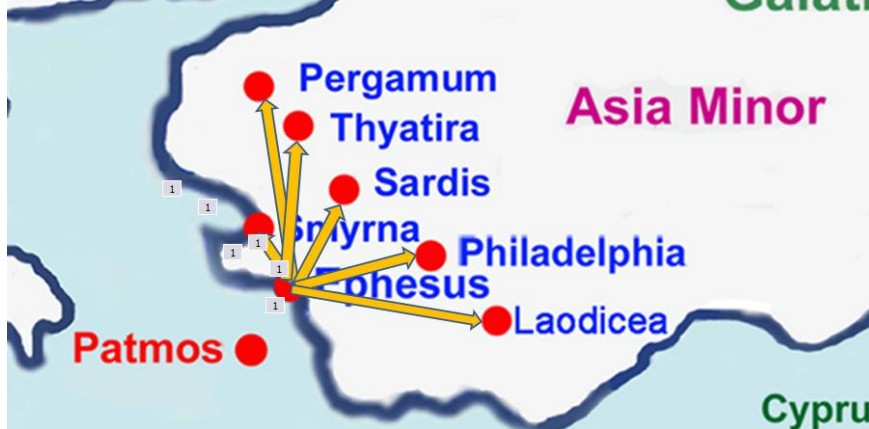 Galati
Pergamum
Asia Minor
Thyatira
Sardis
1
1
Smyrna
1
1
Philadelphia
1
Ephesus
1
Laodicea
Patmos
Cypru